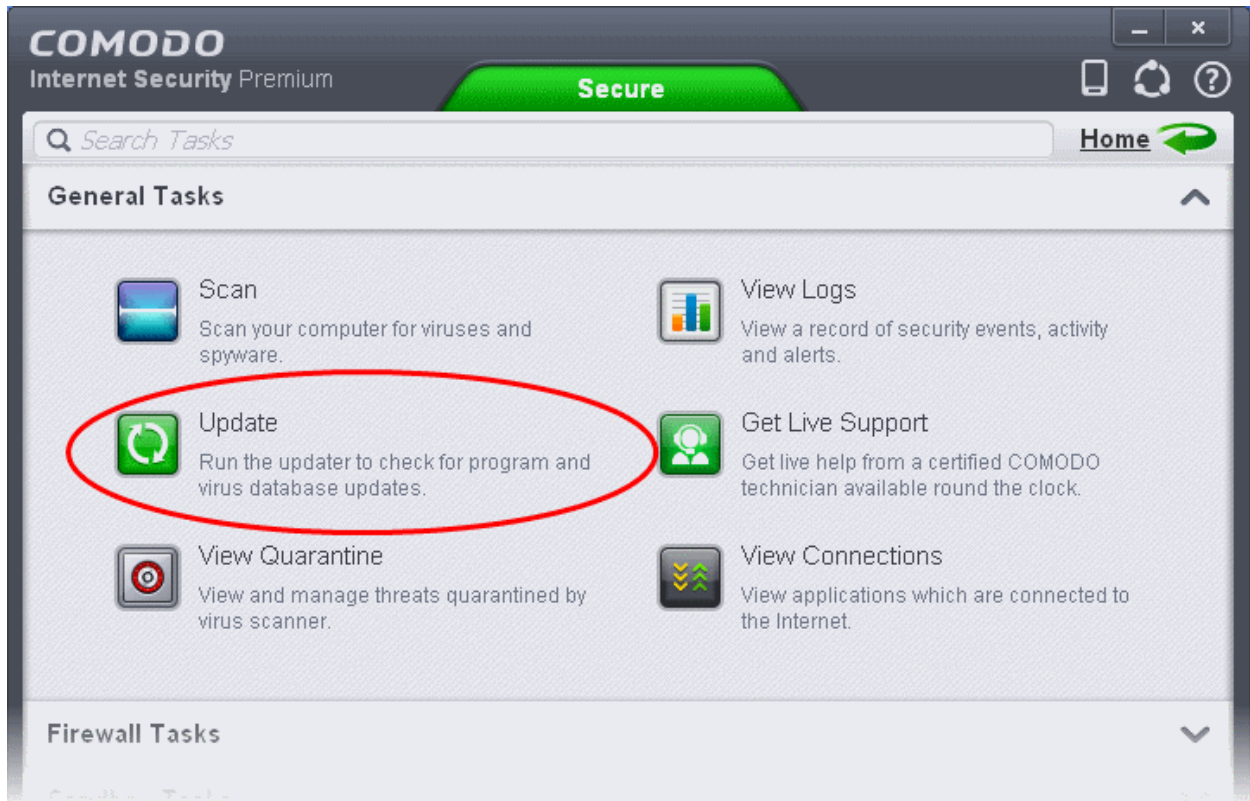 COMODO
Internet Security Premium
Secure
Search Tasks
Home
General Tasks
Scan
Scan your computer for viruses and
spyware.
View Logs
View a record of security events, activity
and alerts.
Update
Run the updater to check for program and
virus database updates.
Get Live Support
Get live help from a certified COMODO
technician available round the clock.
View Quarantine
View and manage threats quarantined by
virus scanner.
View Connections
View applications which are connected to
the Internet.
Firewall Tasks